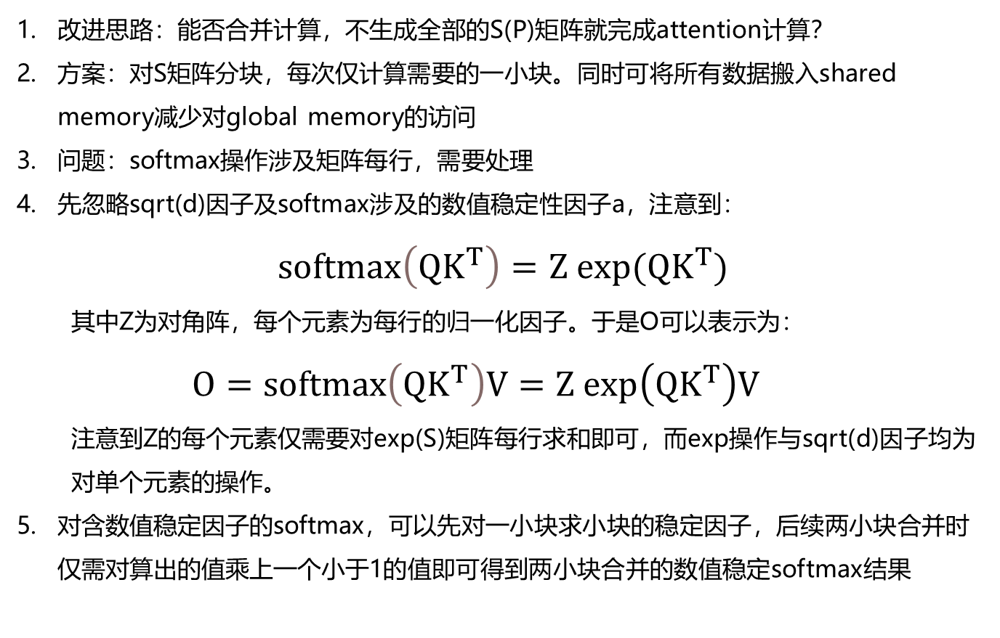 1. 改进思路：能否合并计算，不生成全部的S(P)矩阵就完成attention计算？
2. 方案：对S矩阵分块，每次仅计算需要的一小块。同时可将所有数据搬入shared
memory减少对global memory的访问
3. 问题：softmax操作涉及矩阵每行，需要处理
4. 先忽略sqrt(d)因子及softmax涉及的数值稳定性因子a，注意到：
softmax(QKᵀ) = Z exp(QKᵀ)
其中Z为对角阵，每个元素为每行的归一化因子。于是O可以表示为：
O = softmax(QKᵀ)V = Z exp(QKᵀ)V
注意到Z的每个元素仅需要对exp(S)矩阵每行求和即可，而exp操作与sqrt(d)因子均为
对单个元素的操作。
5. 对含数值稳定因子的softmax，可以先对一小块求小块的稳定因子，后续两小块合并时
仅需对算出的值乘上一个小于1的值即可得到两小块合并的数值稳定softmax结果